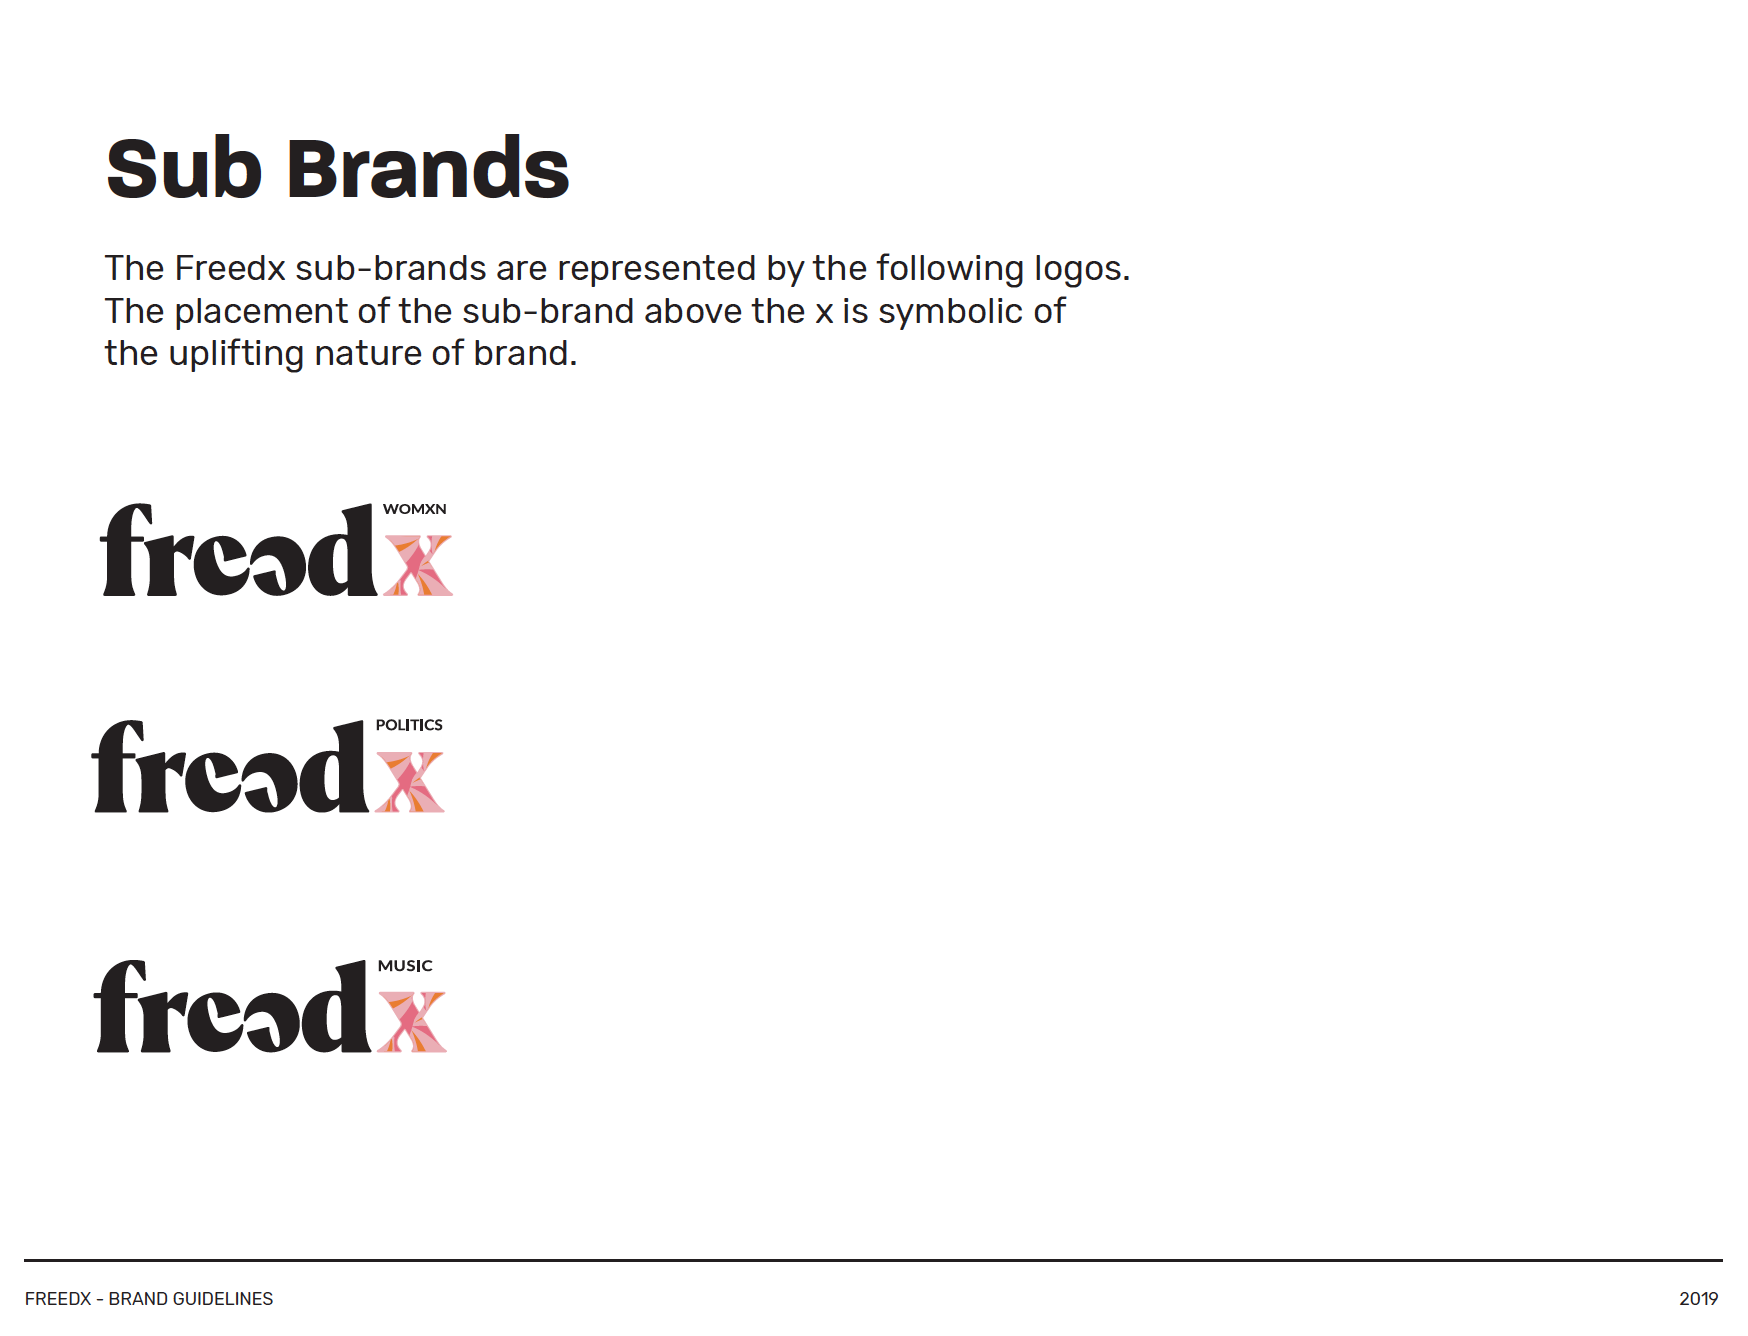 Sub Brands
The Freedx sub-brands are represented by the following logos.
The placement of the sub-brand above the x is symbolic of
the uplifting nature of brand.
WOMXN
freedx
POLITICS
freedx
MUSIC
freedx
FREEDX - BRAND GUIDELINES
2019